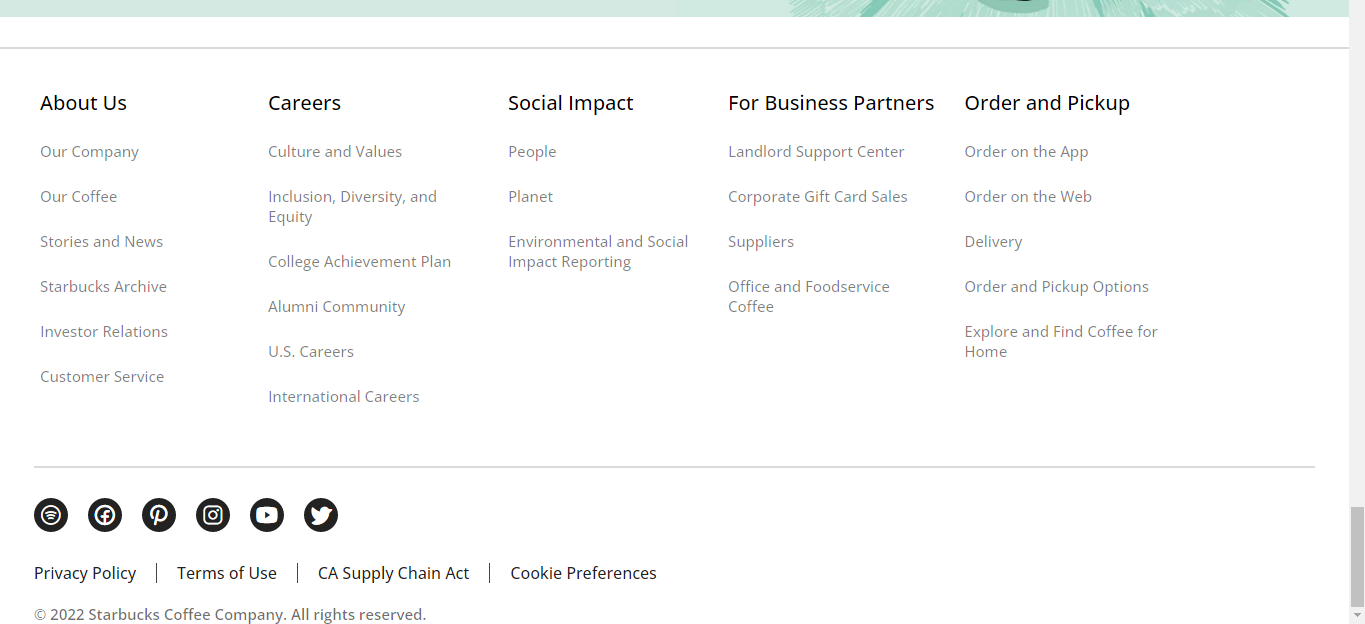 About Us
Our Company
Our Coffee
Stories and News
Starbucks Archive
Investor Relations
Customer Service
Careers
Culture and Values
Inclusion, Diversity, and
Equity
College Achievement Plan
Alumni Community
U.S. Careers
International Careers
Social Impact
People
Planet
Environmental and Social
Impact Reporting
For Business Partners
Landlord Support Center
Corporate Gift Card Sales
Suppliers
Office and Foodservice
Coffee
Order and Pickup
Order on the App
Order on the Web
Delivery
Order and Pickup Options
Explore and Find Coffee for
Home
Privacy Policy | Terms of Use | CA Supply Chain Act | Cookie Preferences
© 2022 Starbucks Coffee Company. All rights reserved.